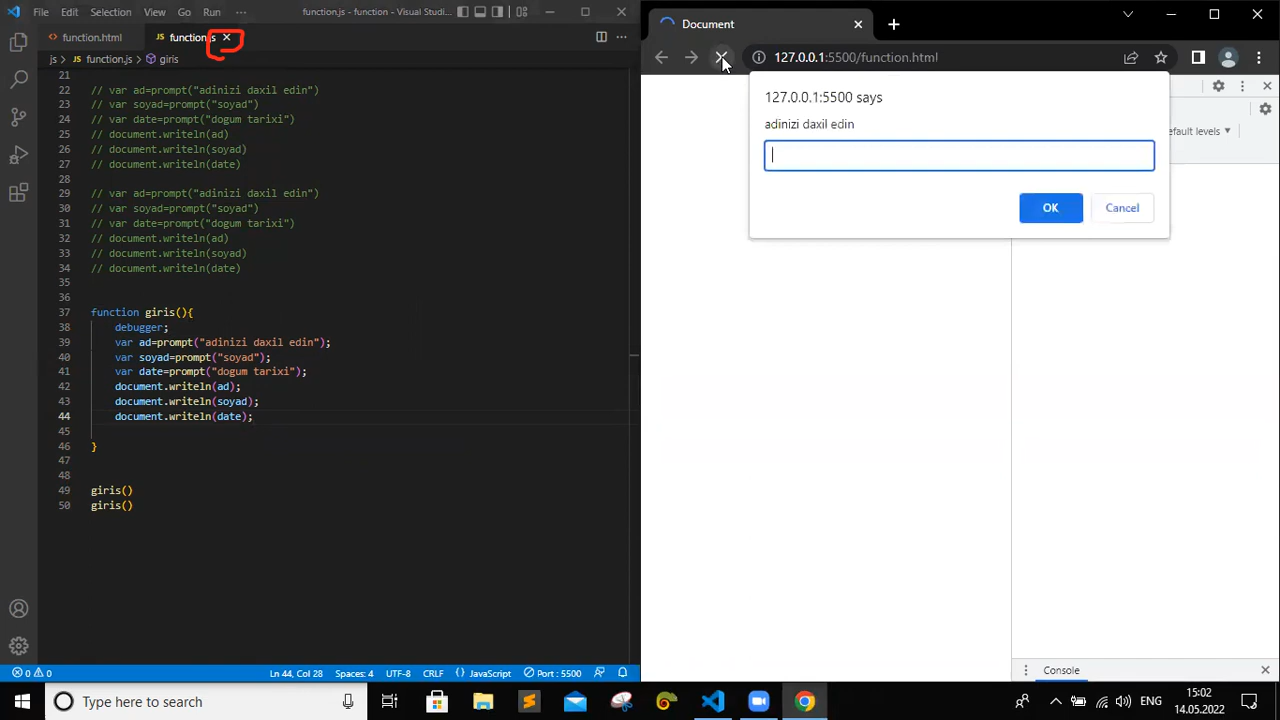 File Edit Selection View Go Run function.js - Visual Studi...
function.html
function.js
js > function.js > giris
21
22 // var ad=prompt("adinizi daxil edin")
23 // var soyad=prompt("soyad")
24 // var date=prompt("dogum tarixi")
25 // document.writeln(ad)
26 // document.writeln(soyad)
27 // document.writeln(date)
28
29 // var ad=prompt("adinizi daxil edin")
30 // var soyad=prompt("soyad")
31 // var date=prompt("dogum tarixi")
32 // document.writeln(ad)
33 // document.writeln(soyad)
34 // document.writeln(date)
35
36
37 function giris(){
38 debugger;
39 var ad=prompt("adinizi daxil edin");
40 var soyad=prompt("soyad");
41 var date=prompt("dogum tarixi");
42 document.writeln(ad);
43 document.writeln(soyad);
44 document.writeln(date);
45
46 }
47
48
49 giris()
50 giris()
0 0 Ln 44, Col 28 Spaces: 4 UTF-8 CRLF JavaScript Port : 5500
Document
127.0.0.1:5500/function.html
127.0.0.1:5500 says
adinizi daxil edin
OK Cancel
efault levels
Console
Type here to search
ENG
15:02
14.05.2022